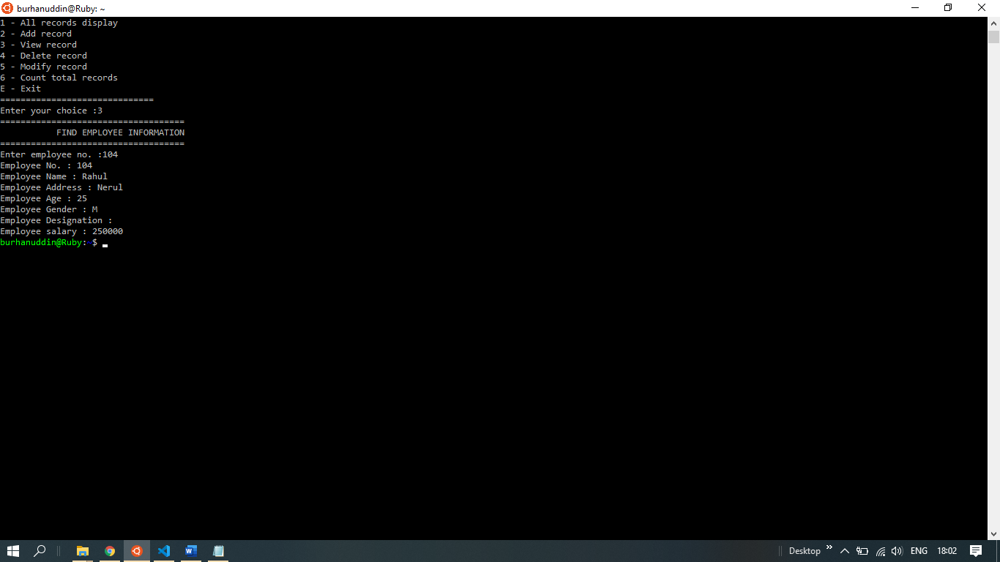 burhanuddin@Ruby: ~
1 - All records display
2 - Add record
3 - View record
4 - Delete record
5 - Modify record
6 - Count total records
E - Exit
==============================
Enter your choice :3
====================================
           FIND EMPLOYEE INFORMATION
====================================
Enter employee no. :104
Employee No. : 104
Employee Name : Rahul
Employee Address : Nerul
Employee Age : 25
Employee Gender : M
Employee Designation :
Employee salary : 250000
burhanuddin@Ruby:~$
Desktop » ENG 18:02